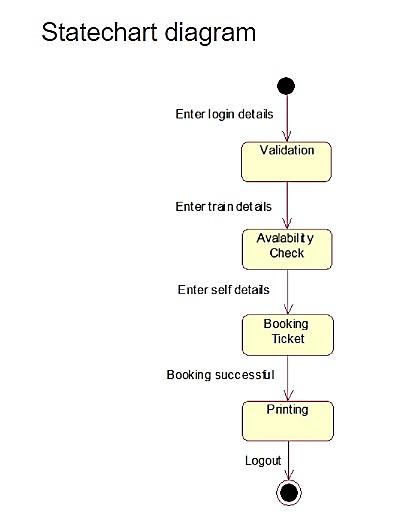 Statechart diagram
Enter login details
Validation
Enter train details
Avalability
Check
Enter self details
Booking
Ticket
Booking successful
Printing
Logout